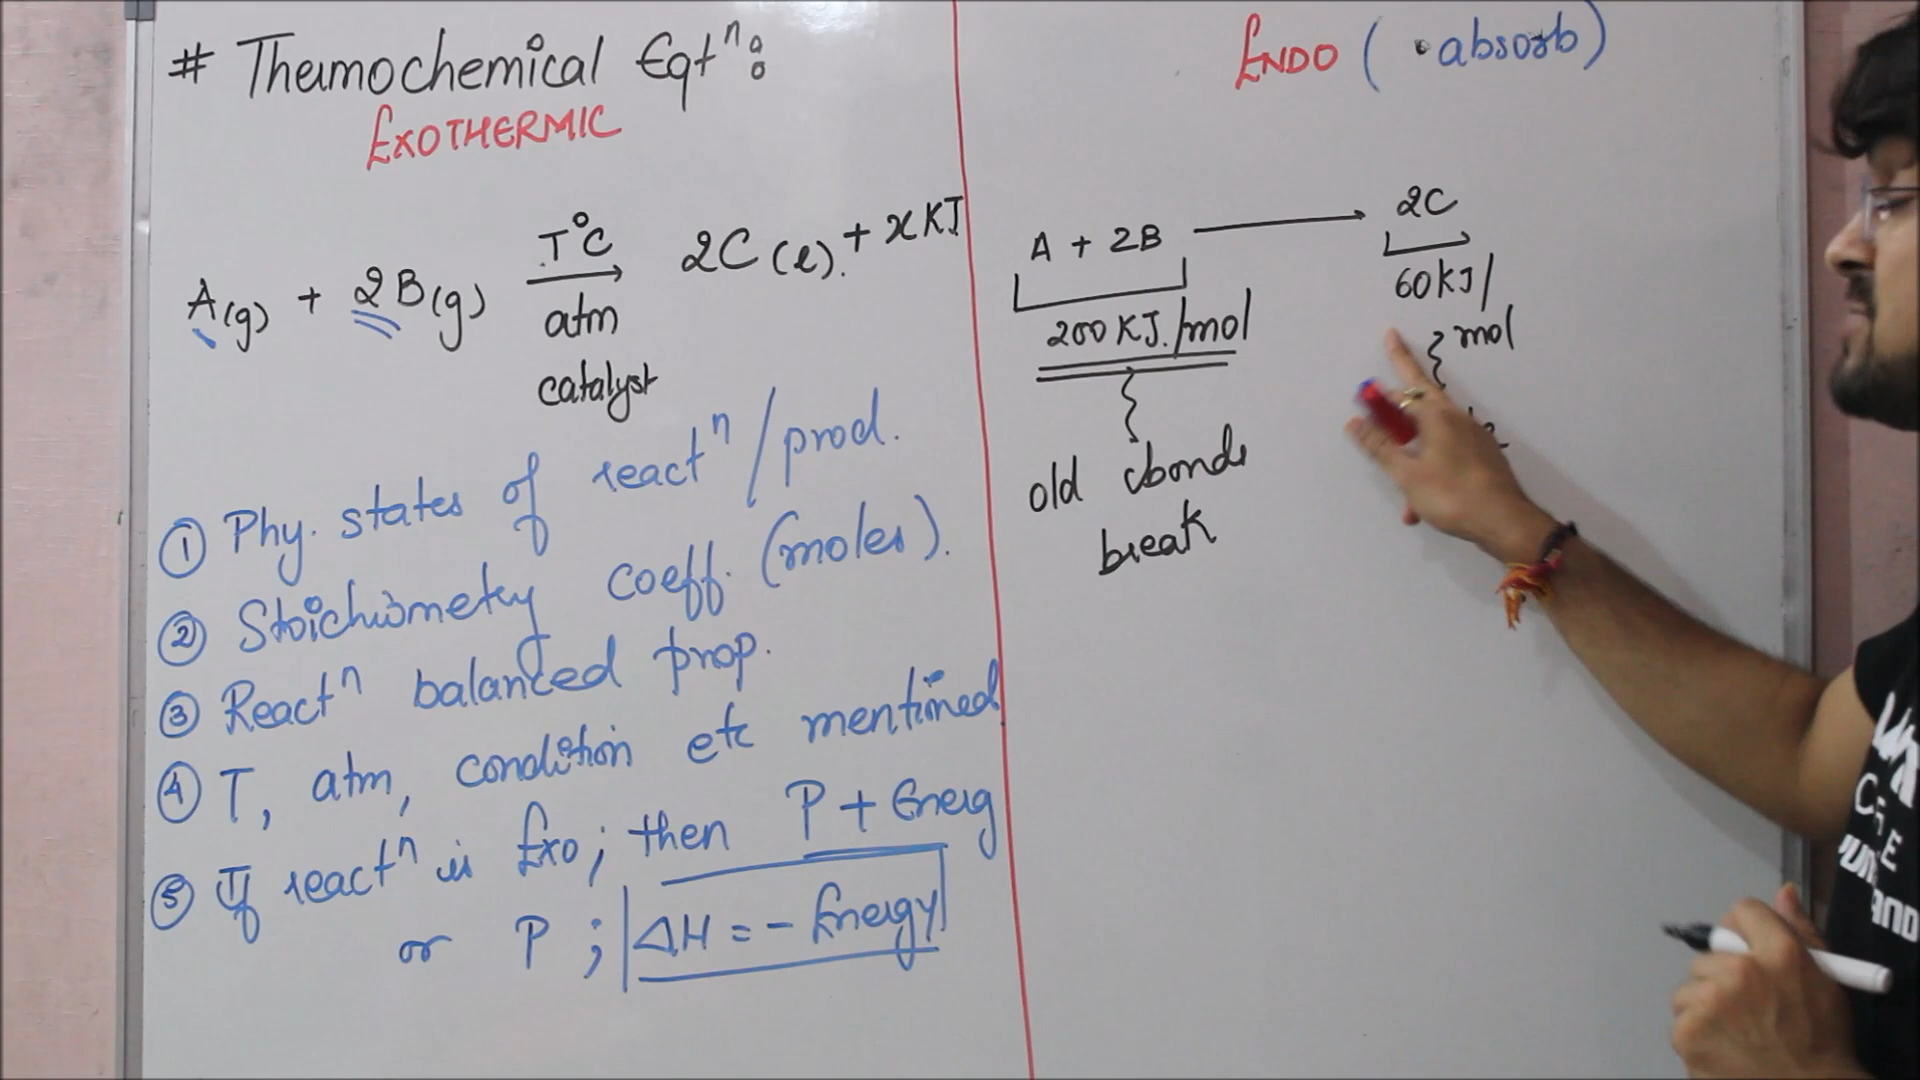 # Thermochemical Eqtⁿ:
EXOTHERMIC
A(g) + 2B(g) T°C → 2C(l) + x KJ
atm
catalyst
① Phy. states of reactⁿ/prod.
② Stoichiometry coeff. (moles).
③ Reactⁿ balanced prop.
④ T, atm, condition etc mentioned
⑤ If reactⁿ is Exo; then P + Energ
or P ; ΔH = - Energy
ENDO ( absorb)
A + 2B → 2C
200 KJ./mol
60 KJ/
mol
old bonds
break